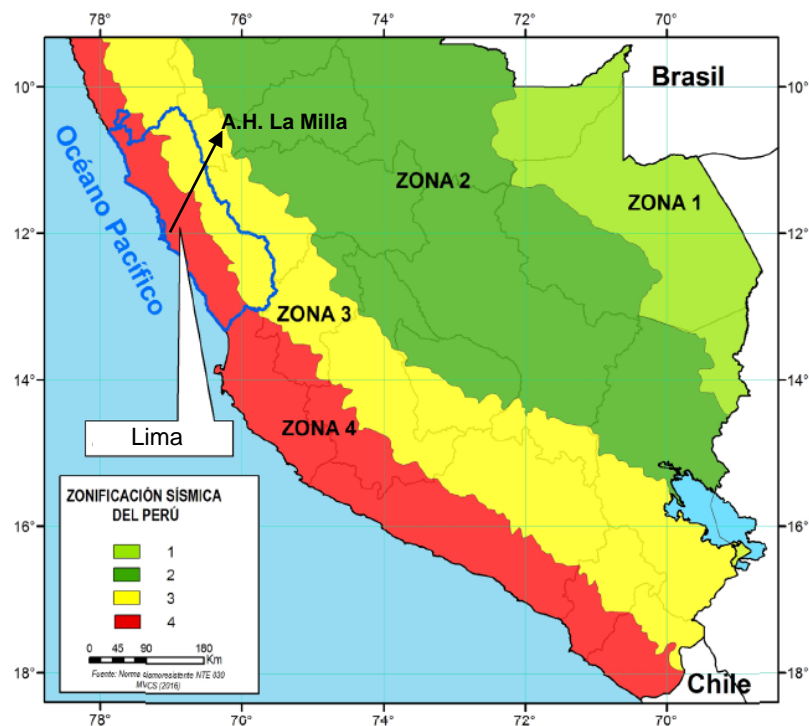 78°
76°
74°
72°
70°
10°
12°
14°
16°
18°
10°
12°
14°
16°
18°
Brasil
A.H. La Milla
Océano Pacífico
ZONA 2
ZONA 1
ZONA 3
ZONA 4
Lima
ZONIFICACIÓN SÍSMICA
DEL PERÚ
1
2
3
4
0 45 90 180
Km
Fuente: Norma NTE 030
(2016)
Chile
78°
76°
74°
72°
70°